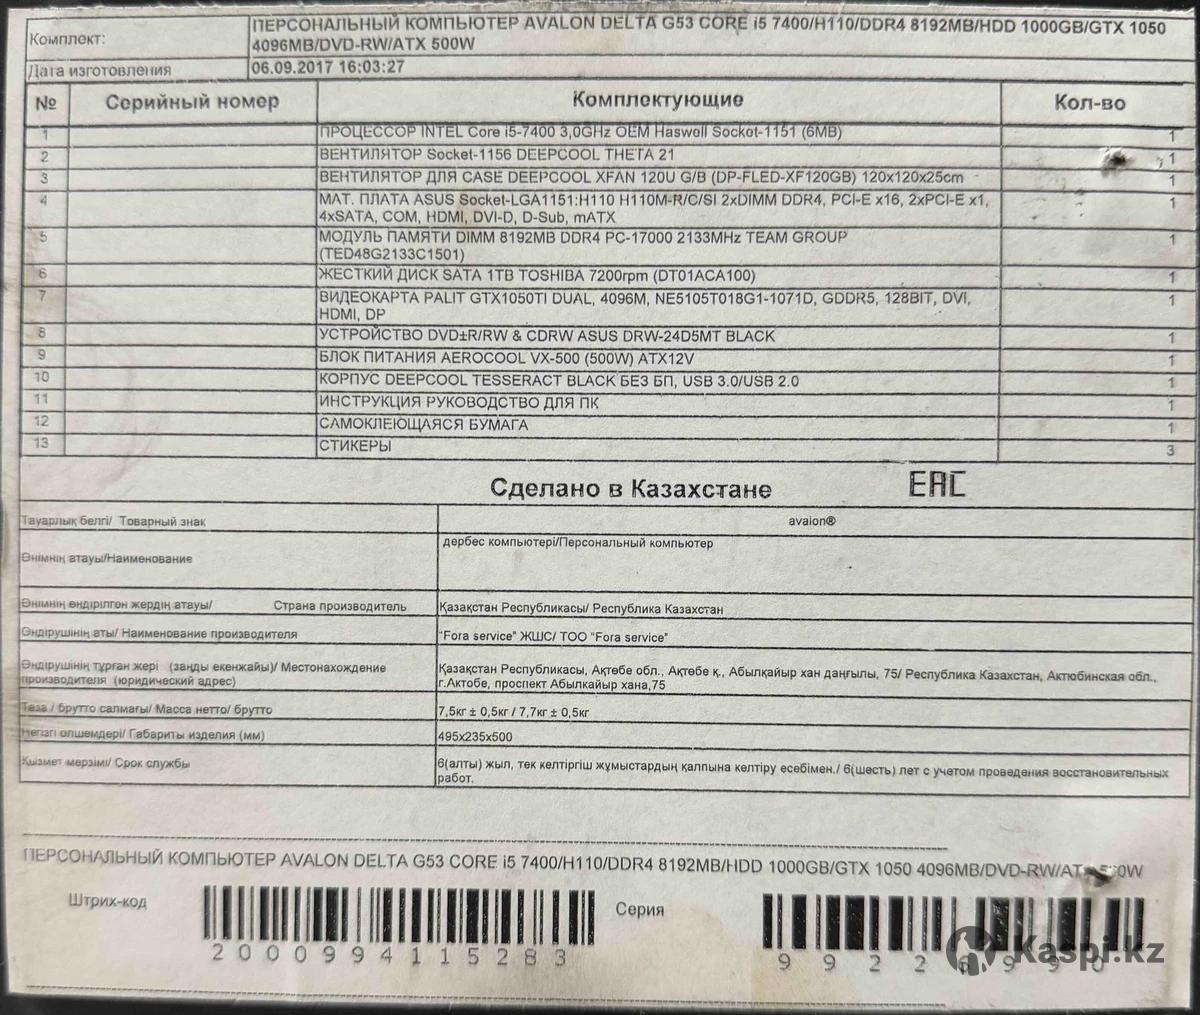 Комплект: ПЕРСОНАЛЬНЫЙ КОМПЬЮТЕР AVALON DELTA G53 CORE i5 7400/H110/DDR4 8192MB/HDD 1000GB/GTX 1050
4096MB/DVD-RW/ATX 500W
Дата изготовления 06.09.2017 16:03:27
№ Серийный номер Комплектующие Кол-во
1 ПРОЦЕССОР INTEL Core i5-7400 3,0GHz OEM Haswell Socket-1151 (6MB) 1
2 ВЕНТИЛЯТОР Socket-1156 DEEPCOOL THETA 21 1
3 ВЕНТИЛЯТОР ДЛЯ CASE DEEPCOOL XFAN 120U G/B (DP-FLED-XF120GB) 120x120x25cm 1
4 МАТ. ПЛАТА ASUS Socket-LGA1151:H110 H110M-R/C/SI 2xDIMM DDR4, PCI-E x16, 2xPCI-E x1, 1
4xSATA, COM, HDMI, DVI-D, D-Sub, mATX
5 МОДУЛЬ ПАМЯТИ DIMM 8192MB DDR4 PC-17000 2133MHz TEAM GROUP 1
(TED48G2133C1501)
6 ЖЕСТКИЙ ДИСК SATA 1TB TOSHIBA 7200rpm (DT01ACA100) 1
7 ВИДЕОКАРТА PALIT GTX1050TI DUAL, 4096M, NE5105T018G1-1071D, GDDR5, 128BIT, DVI, 1
HDMI, DP
8 УСТРОЙСТВО DVD±R/RW & CDRW ASUS DRW-24D5MT BLACK 1
9 БЛОК ПИТАНИЯ AEROCOOL VX-500 (500W) ATX12V 1
10 КОРПУС DEEPCOOL TESSERACT BLACK БЕЗ БП, USB 3.0/USB 2.0 1
11 ИНСТРУКЦИЯ РУКОВОДСТВО ДЛЯ ПК 1
12 САМОКЛЕЮЩАЯСЯ БУМАГА 1
13 СТИКЕРЫ 3
Сделано в Казахстане EAC
Тауарлық белгі/ Товарный знак avalon®
Өнімнің атауы/Наименование дербес компьютері/Персональный компьютер
Өнімнің өндірілген жердің атауы/ Страна производитель Қазақстан Республикасы/ Республика Казахстан
Өндірушінің аты/ Наименование производителя "Fora service" ЖШС/ ТОО "Fora service"
Өндірушінің тұрған жері (заңды екенжайы)/ Местонахождение Қазақстан Республикасы, Ақтөбе обл., Ақтөбе қ., Абылқайыр хан даңғылы, 75/ Республика Казахстан, Актюбинская обл.,
производителя (юридический адрес) г.Актобе, проспект Абылкайыр хана,75
Таза / брутто салмағы/ Масса нетто/ брутто 7,5кг ± 0,5кг / 7,7кг ± 0,5кг
Негізгі өлшемдері/ Габариты изделия (мм) 495x235x500
Қызмет мерзімі/ Срок службы 6(алты) жыл, тек келтіргіш жұмыстардың қалпына келтіру есебімен./ 6(шесть) лет с учетом проведения восстановительных
работ.
ПЕРСОНАЛЬНЫЙ КОМПЬЮТЕР AVALON DELTA G53 CORE i5 7400/H110/DDR4 8192MB/HDD 1000GB/GTX 1050 4096MB/DVD-RW/ATX 500W
Штрих-код Серия
2000994115283 99226990
Kaspi.kz